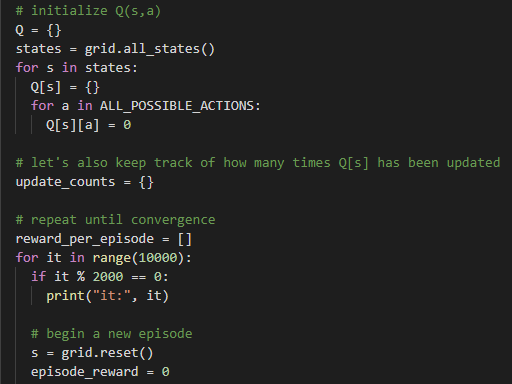 # initialize Q(s,a)
Q = {}
states = grid.all_states()
for s in states:
  Q[s] = {}
  for a in ALL_POSSIBLE_ACTIONS:
    Q[s][a] = 0

# let's also keep track of how many times Q[s] has been updated
update_counts = {}

# repeat until convergence
reward_per_episode = []
for it in range(10000):
  if it % 2000 == 0:
    print("it:", it)

  # begin a new episode
  s = grid.reset()
  episode_reward = 0